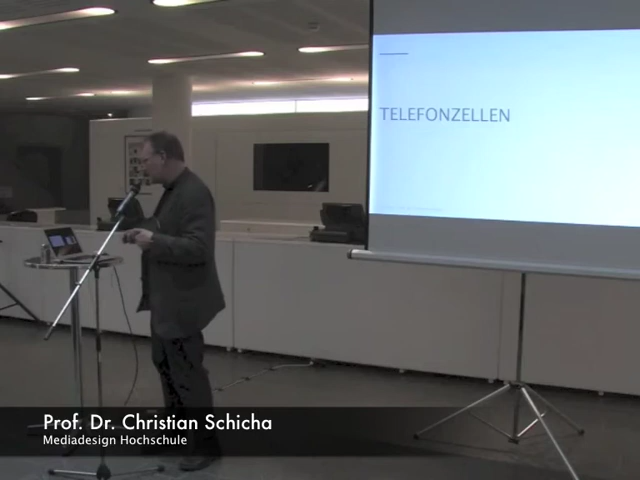 TELEFONZELLEN
Prof. Dr. Christian Schicha
Mediadesign Hochschule